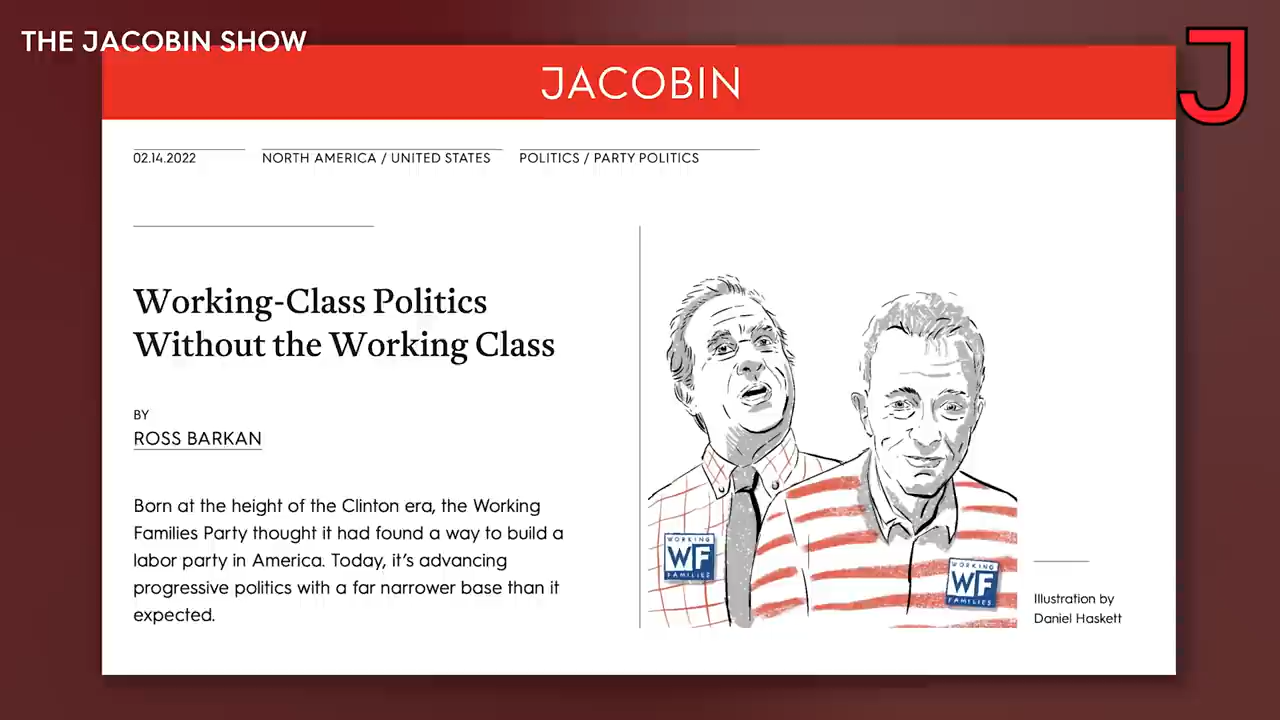 THE JACOBIN SHOW
J
JACOBIN
02.14.2022
NORTH AMERICA / UNITED STATES
POLITICS / PARTY POLITICS
Working-Class Politics
Without the Working Class
BY
ROSS BARKAN
Born at the height of the Clinton era, the Working
Families Party thought it had found a way to build a
labor party in America. Today, it’s advancing
progressive politics with a far narrower base than it
expected.
WORKING
WF
FAMILIES
WORKING
WF
FAMILIES
Illustration by
Daniel Haskett